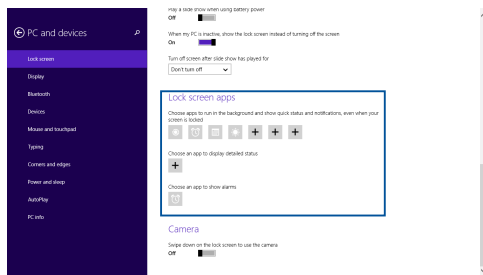 PC and devices
Lock screen
Display
Bluetooth
Devices
Mouse and touchpad
Typing
Corners and edges
Power and sleep
AutoPlay
PC info
Play a slide show when using battery power
Off
When my PC is inactive, show the lock screen instead of turning off the screen
On
Turn off screen after slide show has played for
Don't turn off
Lock screen apps
Choose apps to run in the background and show quick status and notifications, even when your
screen is locked
Choose an app to display detailed status
Choose an app to show alarms
Camera
Swipe down on the lock screen to use the camera
Off